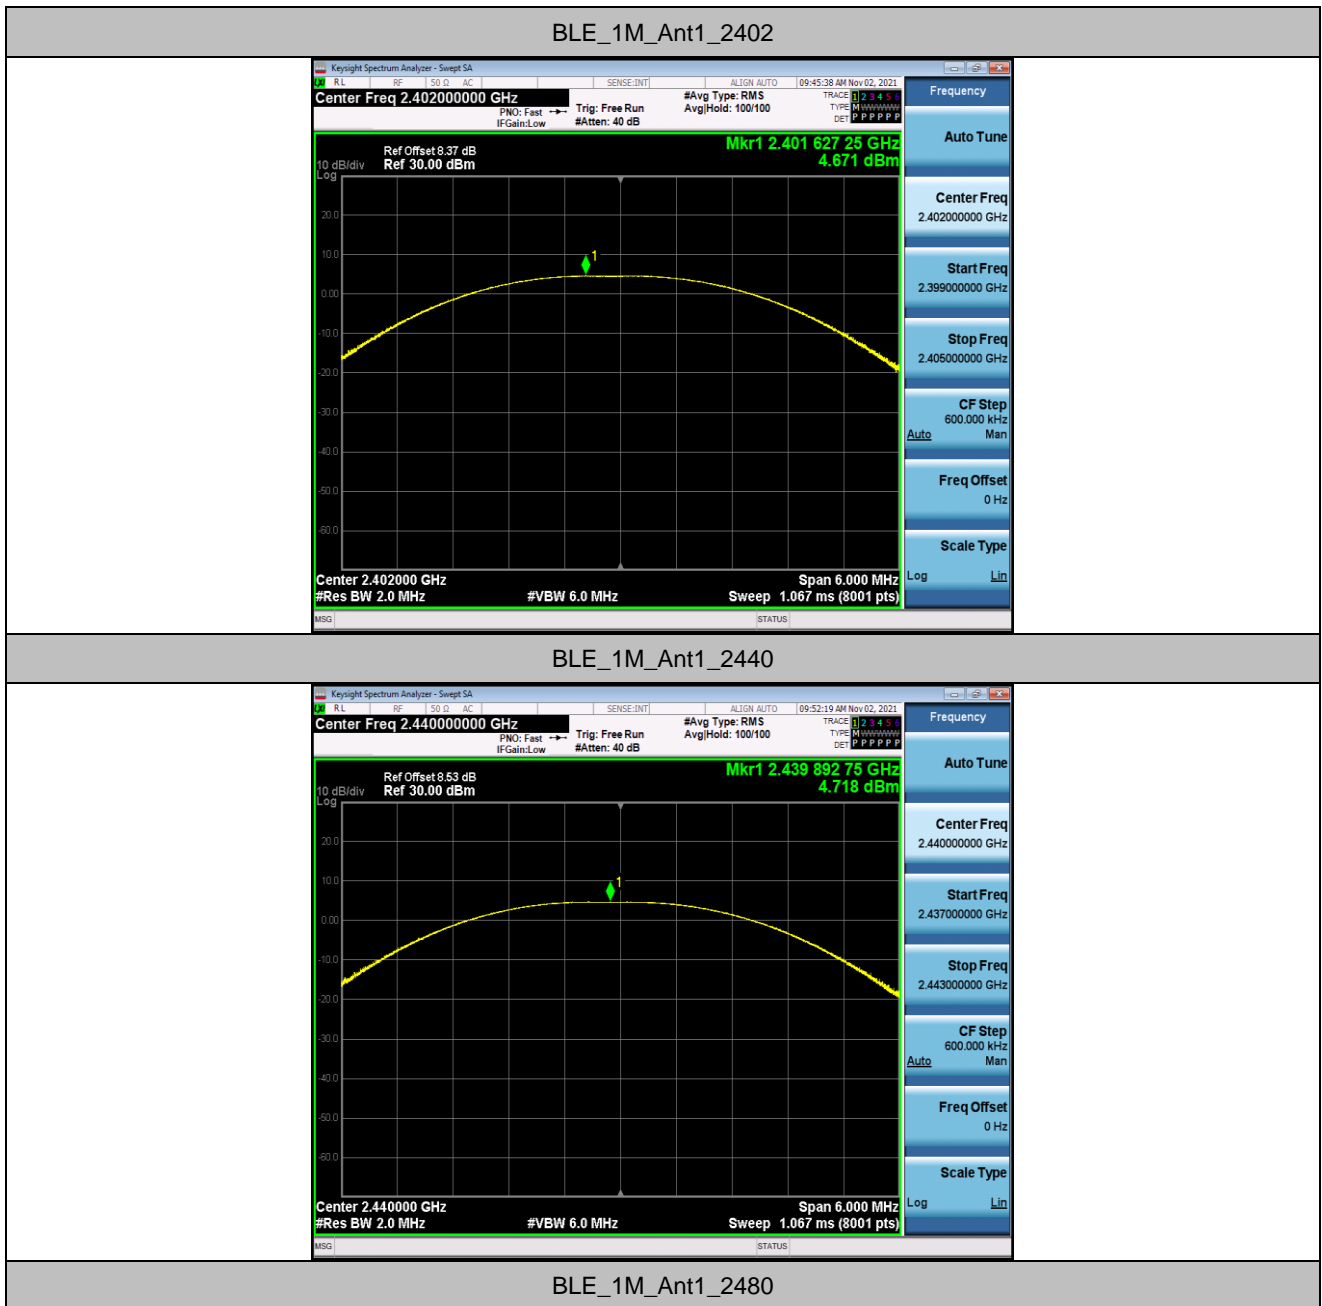 BLE_1M_Ant1_2402
Keysight Spectrum Analyzer - Swept SA
RL RF 50 Ω AC SENSE:INT ALIGN AUTO 09:45:38 AM Nov 02, 2021
Center Freq 2.402000000 GHz
PNO: Fast
IFGain:Low
Trig: Free Run
#Atten: 40 dB
#Avg Type: RMS
Avg|Hold: 100/100
TRACE 1 2 3 4 5 6
TYPE M WWWWW
DET P P P P P P
Frequency
Ref Offset 8.37 dB
Ref 30.00 dBm
Mkr1 2.401 627 25 GHz
4.671 dBm
10 dB/div
Log
20.0
10.0
0.00
-10.0
-20.0
-30.0
-40.0
-50.0
-60.0
1
Center 2.402000 GHz
Span 6.000 MHz
#Res BW 2.0 MHz
#VBW 6.0 MHz
Sweep 1.067 ms (8001 pts)
MSG
STATUS
Auto Tune
Center Freq
2.402000000 GHz
Start Freq
2.399000000 GHz
Stop Freq
2.405000000 GHz
CF Step
600.000 kHz
Auto Man
Freq Offset
0 Hz
Scale Type
Log Lin
BLE_1M_Ant1_2440
Keysight Spectrum Analyzer - Swept SA
RL RF 50 Ω AC SENSE:INT ALIGN AUTO 09:52:19 AM Nov 02, 2021
Center Freq 2.440000000 GHz
PNO: Fast
IFGain:Low
Trig: Free Run
#Atten: 40 dB
#Avg Type: RMS
Avg|Hold: 100/100
TRACE 1 2 3 4 5 6
TYPE M WWWWW
DET P P P P P P
Frequency
Ref Offset 8.53 dB
Ref 30.00 dBm
Mkr1 2.439 892 75 GHz
4.718 dBm
10 dB/div
Log
20.0
10.0
0.00
-10.0
-20.0
-30.0
-40.0
-50.0
-60.0
1
Center 2.440000 GHz
Span 6.000 MHz
#Res BW 2.0 MHz
#VBW 6.0 MHz
Sweep 1.067 ms (8001 pts)
MSG
STATUS
Auto Tune
Center Freq
2.440000000 GHz
Start Freq
2.437000000 GHz
Stop Freq
2.443000000 GHz
CF Step
600.000 kHz
Auto Man
Freq Offset
0 Hz
Scale Type
Log Lin
BLE_1M_Ant1_2480